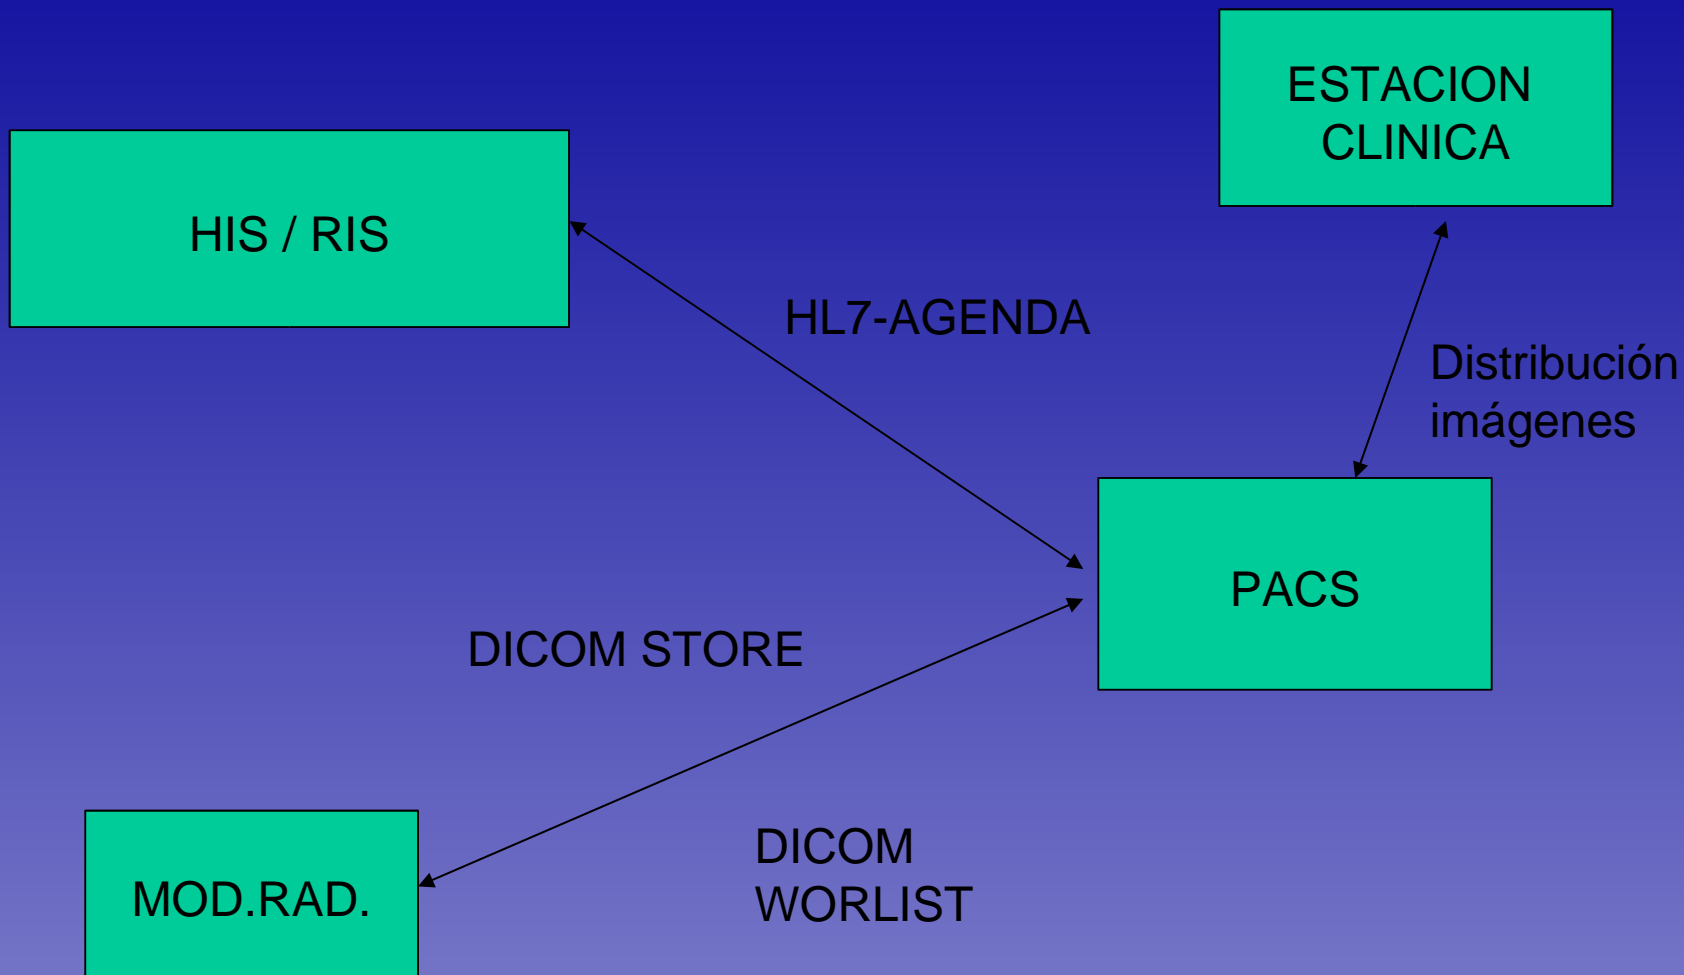 ESTACION
CLINICA
HIS / RIS
HL7-AGENDA
Distribución
imágenes
PACS
DICOM STORE
DICOM
WORLIST
MOD.RAD.